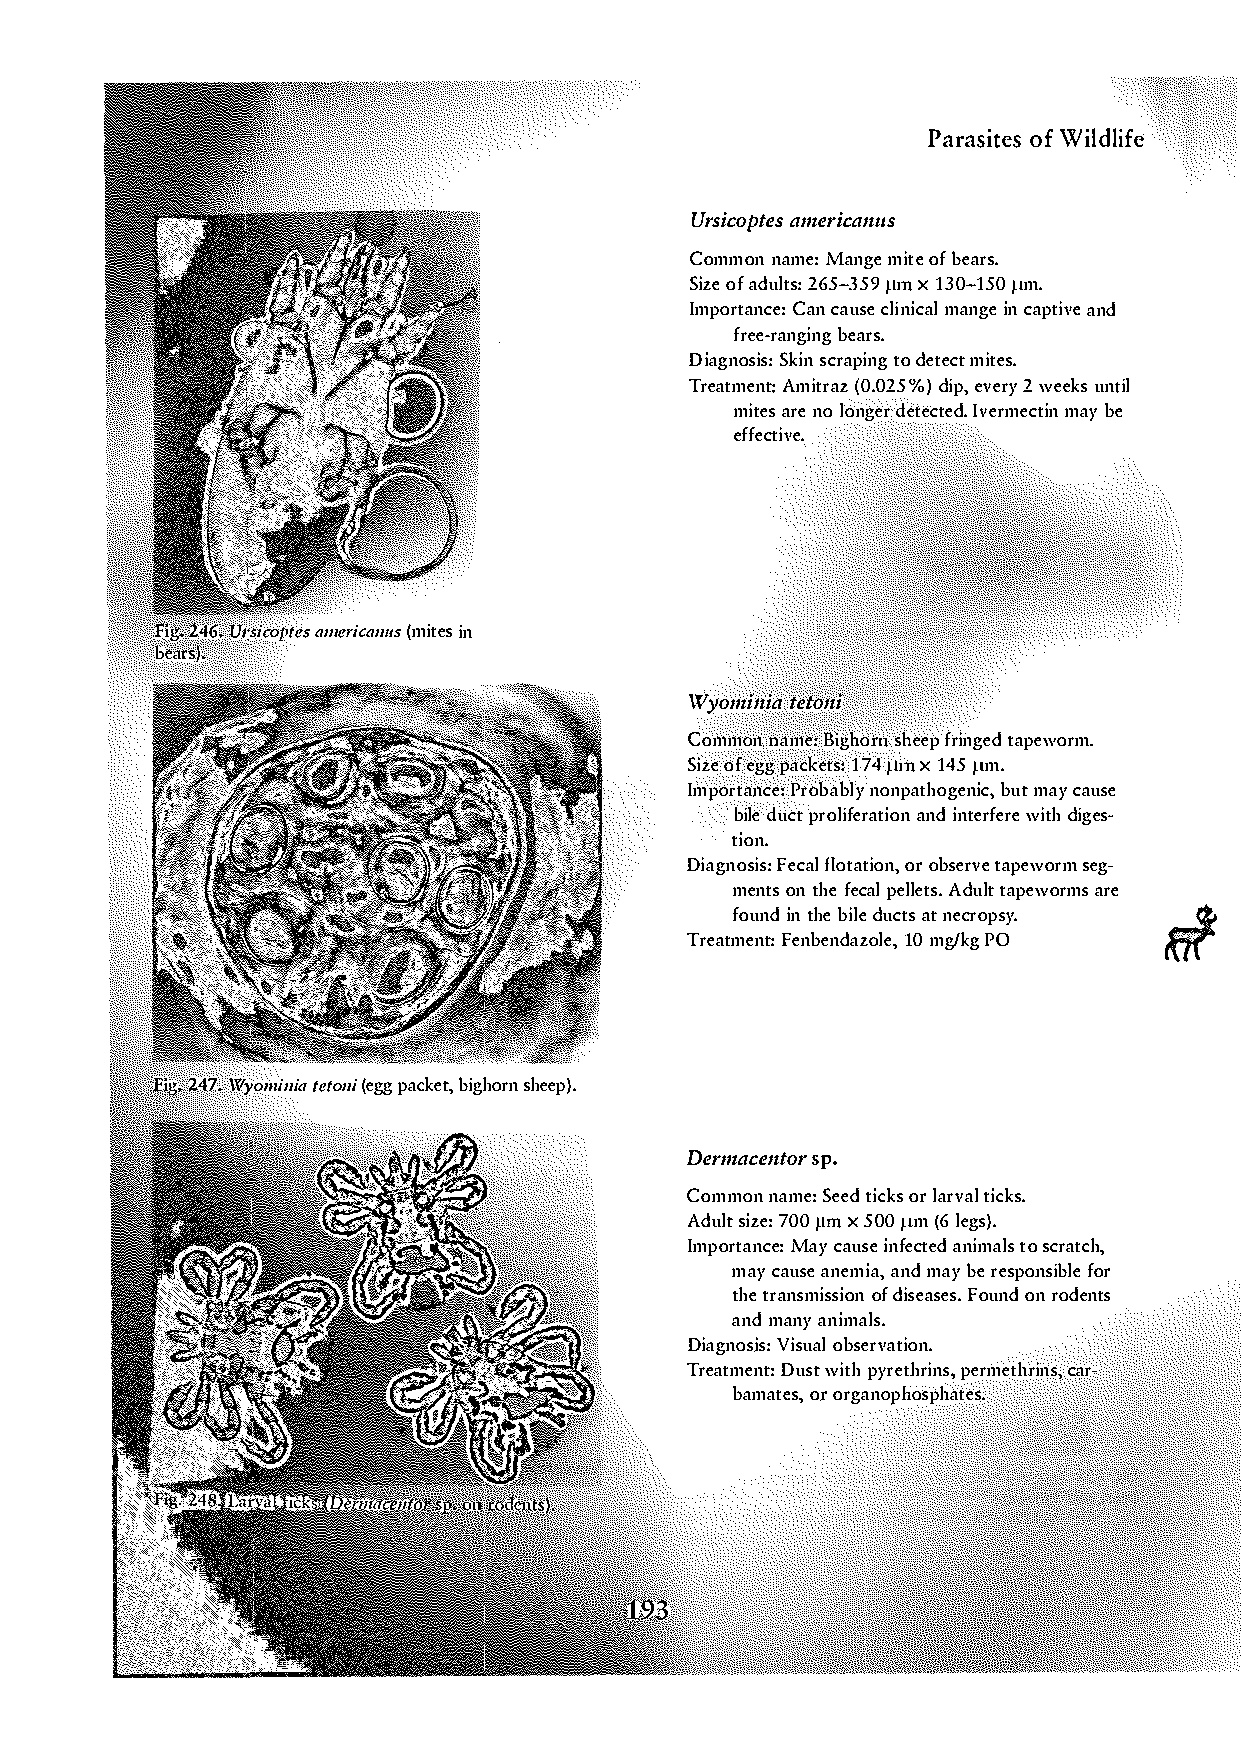 Parasites of Wildlife
Ursicoptes americanus
Common name: Mange mite of bears.
Size of adults: 265–359 µm × 130–150 µm.
Importance: Can cause clinical mange in captive and
free-ranging bears.
Diagnosis: Skin scraping to detect mites.
Treatment: Amitraz (0.025%) dip, every 2 weeks until
mites are no longer detected. Ivermectin may be
effective.
Fig. 246. Ursicoptes americanus (mites in
bears).
Wyominia tetoni
Common name: Bighorn sheep fringed tapeworm.
Size of egg packets: 174 µm × 145 µm.
Importance: Probably nonpathogenic, but may cause
bile duct proliferation and interfere with diges-
tion.
Diagnosis: Fecal flotation, or observe tapeworm seg-
ments on the fecal pellets. Adult tapeworms are
found in the bile ducts at necropsy.
Treatment: Fenbendazole, 10 mg/kg PO
Fig. 247. Wyominia tetoni (egg packet, bighorn sheep).
Dermacentor sp.
Common name: Seed ticks or larval ticks.
Adult size: 700 µm × 500 µm (6 legs).
Importance: May cause infected animals to scratch,
may cause anemia, and may be responsible for
the transmission of diseases. Found on rodents
and many animals.
Diagnosis: Visual observation.
Treatment: Dust with pyrethrins, permethrins, car-
bamates, or organophosphates.
Fig. 248. Larval ticks (Dermacentor sp. on rodents).
193